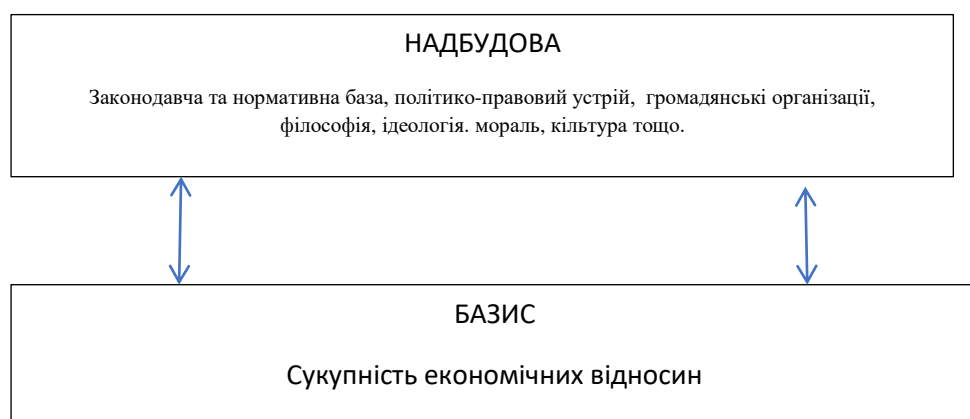 НАДБУДОВА
Законодавча та нормативна база, політико-правовий устрій, громадянські організації,
філософія, ідеологія. мораль, кільтура тощо.
БАЗИС
Сукупність економічних відносин